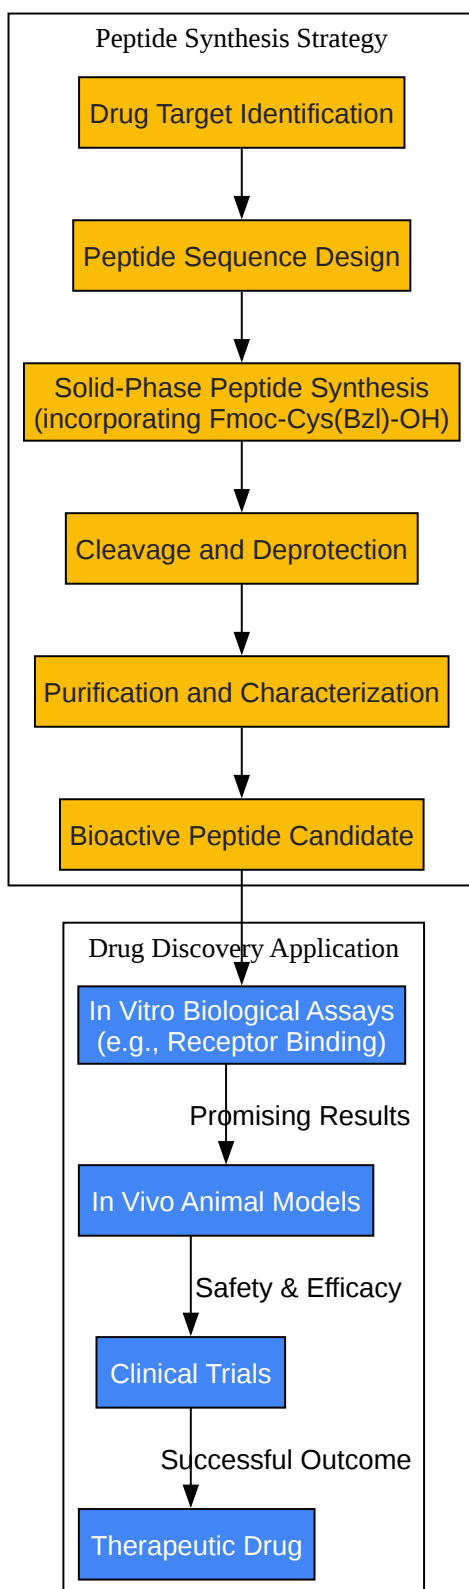 Peptide Synthesis Strategy
Drug Target Identification
Peptide Sequence Design
Solid-Phase Peptide Synthesis
(incorporating Fmoc-Cys(Bzl)-OH)
Cleavage and Deprotection
Purification and Characterization
Bioactive Peptide Candidate
Drug Discovery Application
In Vitro Biological Assays
(e.g., Receptor Binding)
Promising Results
In Vivo Animal Models
Safety & Efficacy
Clinical Trials
Successful Outcome
Therapeutic Drug